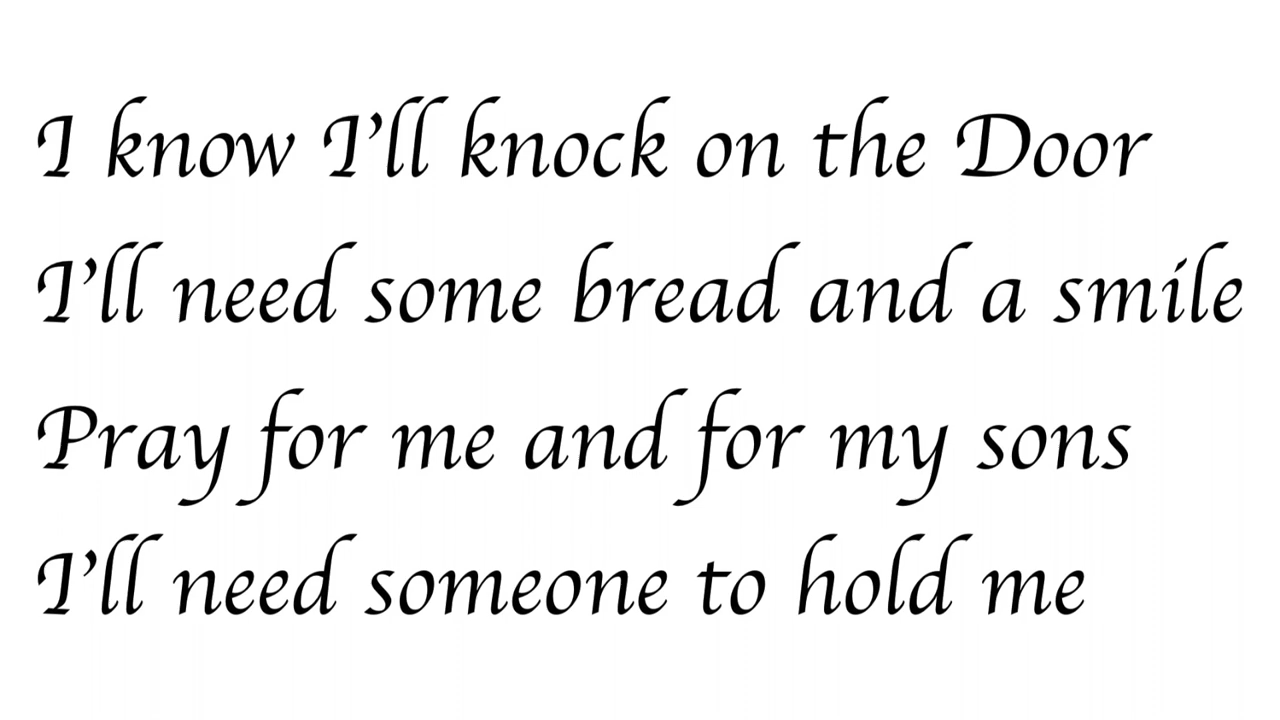 I know I'll knock on the Door
I'll need some bread and a smile
Pray for me and for my sons
I'll need someone to hold me